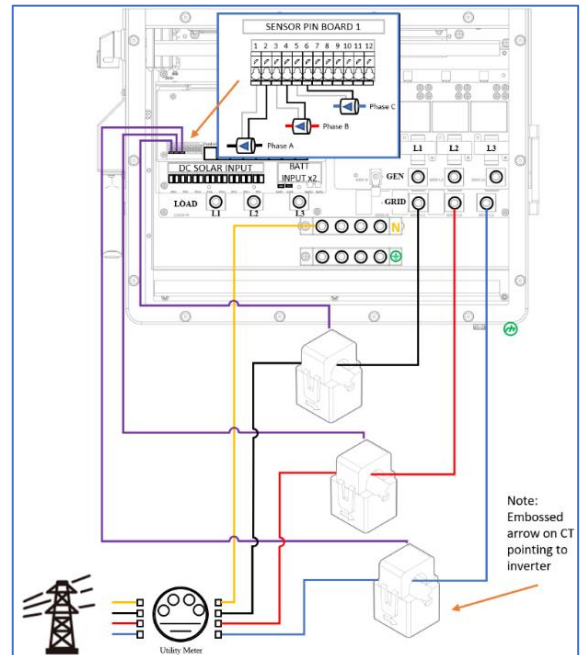 SENSOR PIN BOARD 1
1 2 3 4 5 6 7 8 9 10 11 12
Phase C
Phase B
Phase A
DC SOLAR INPUT
BATT
INPUT x2
L1 L2 L3
GEN
GRID
LOAD
L1 L2 L3
N
Note:
Embossed
arrow on CT
pointing to
inverter
Utility Meter